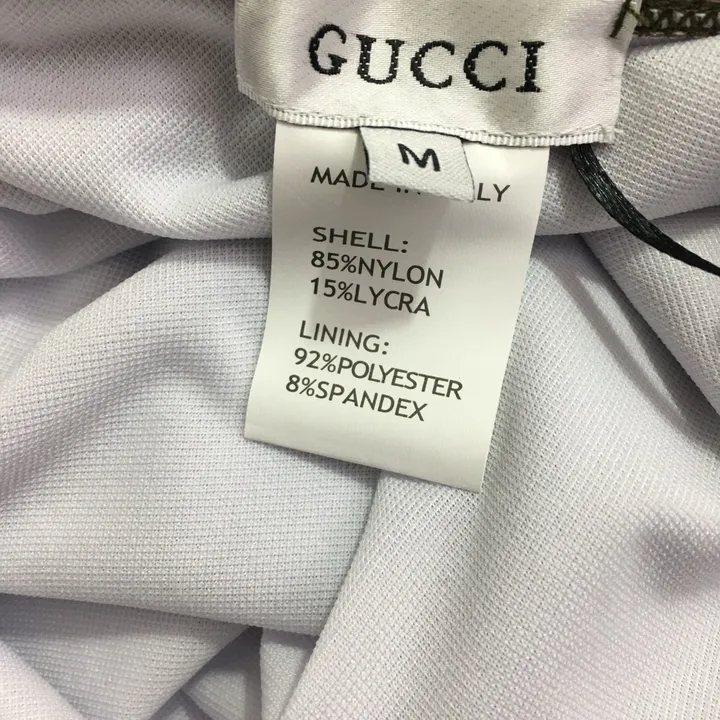 GUCCI
M
MADE
SHELL:
85%NYLON
15%LYCRA
LINING:
92%POLYESTER
8%SPANDEX